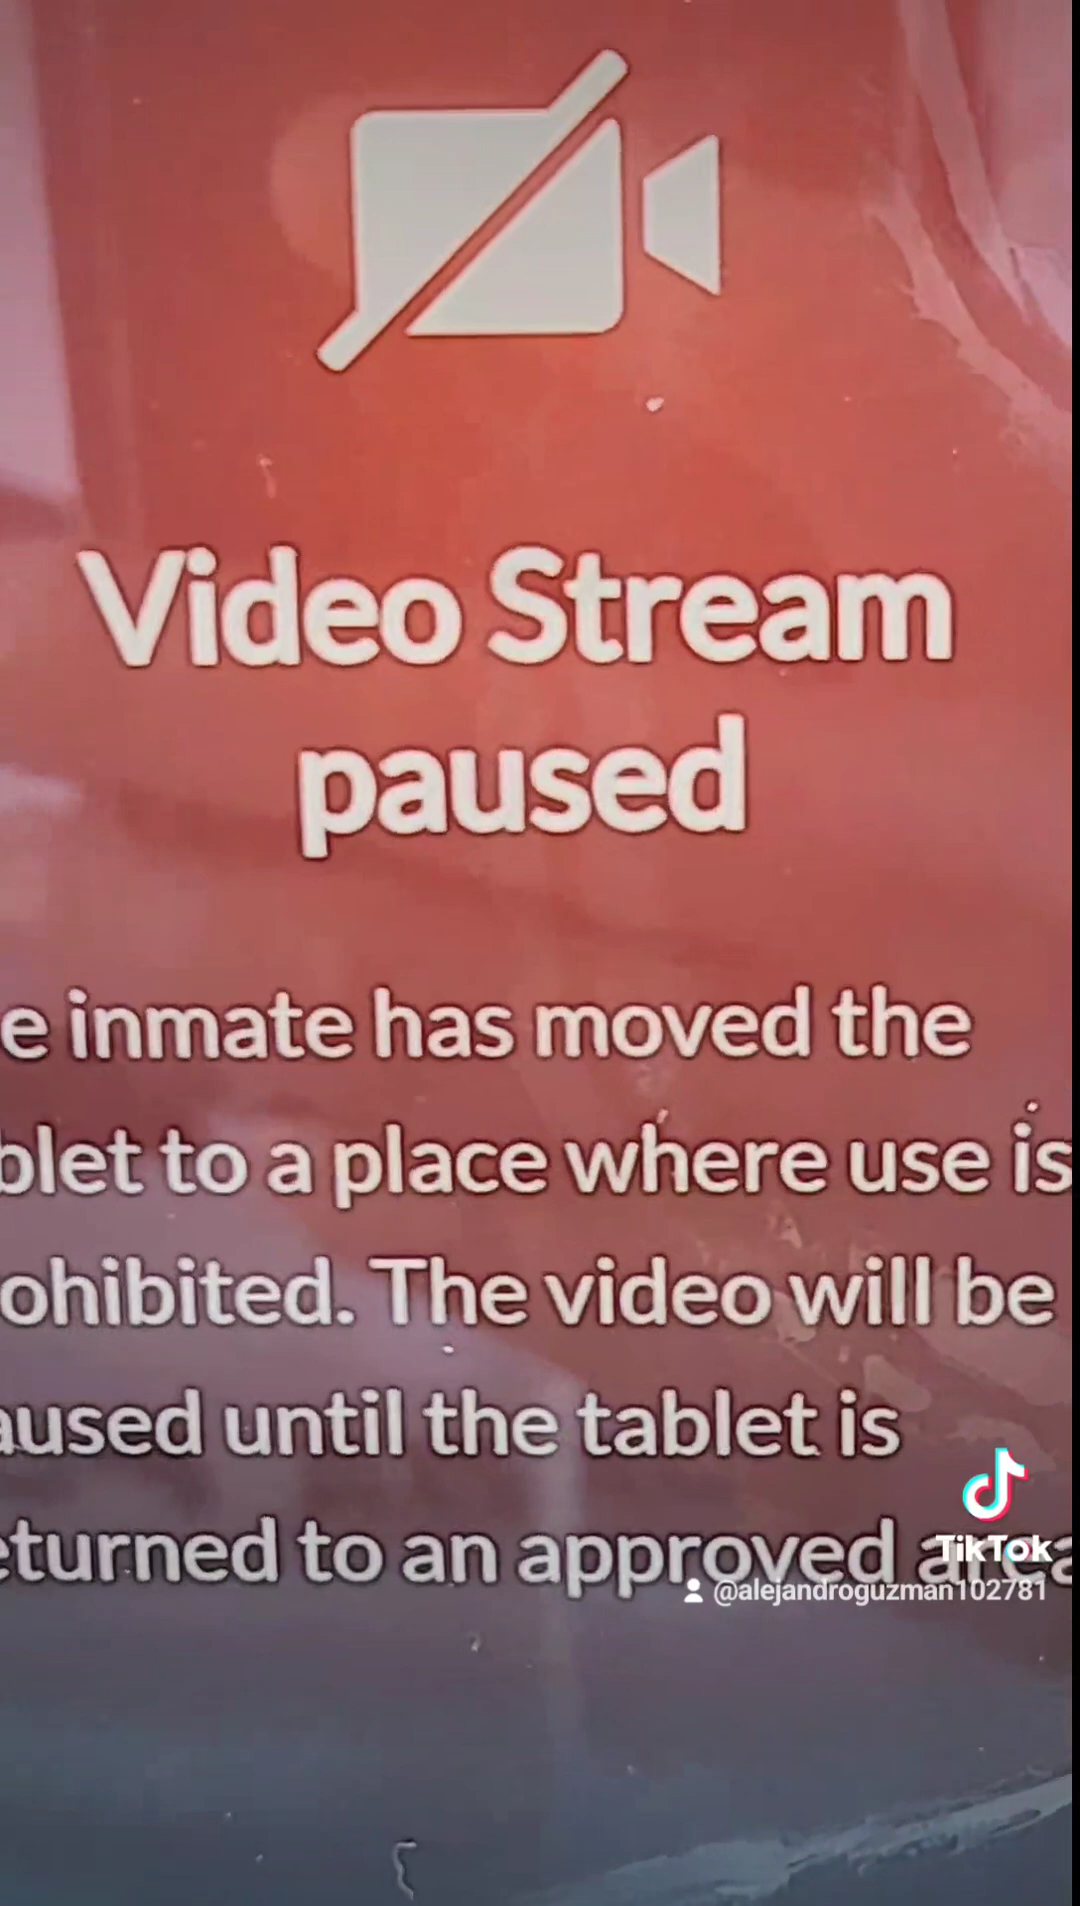 Video Stream
paused
e inmate has moved the
blet to a place where use is
ohibited. The video will be
aused until the tablet is
eturned to an approved area
TikTok
@alejandroguzman102781